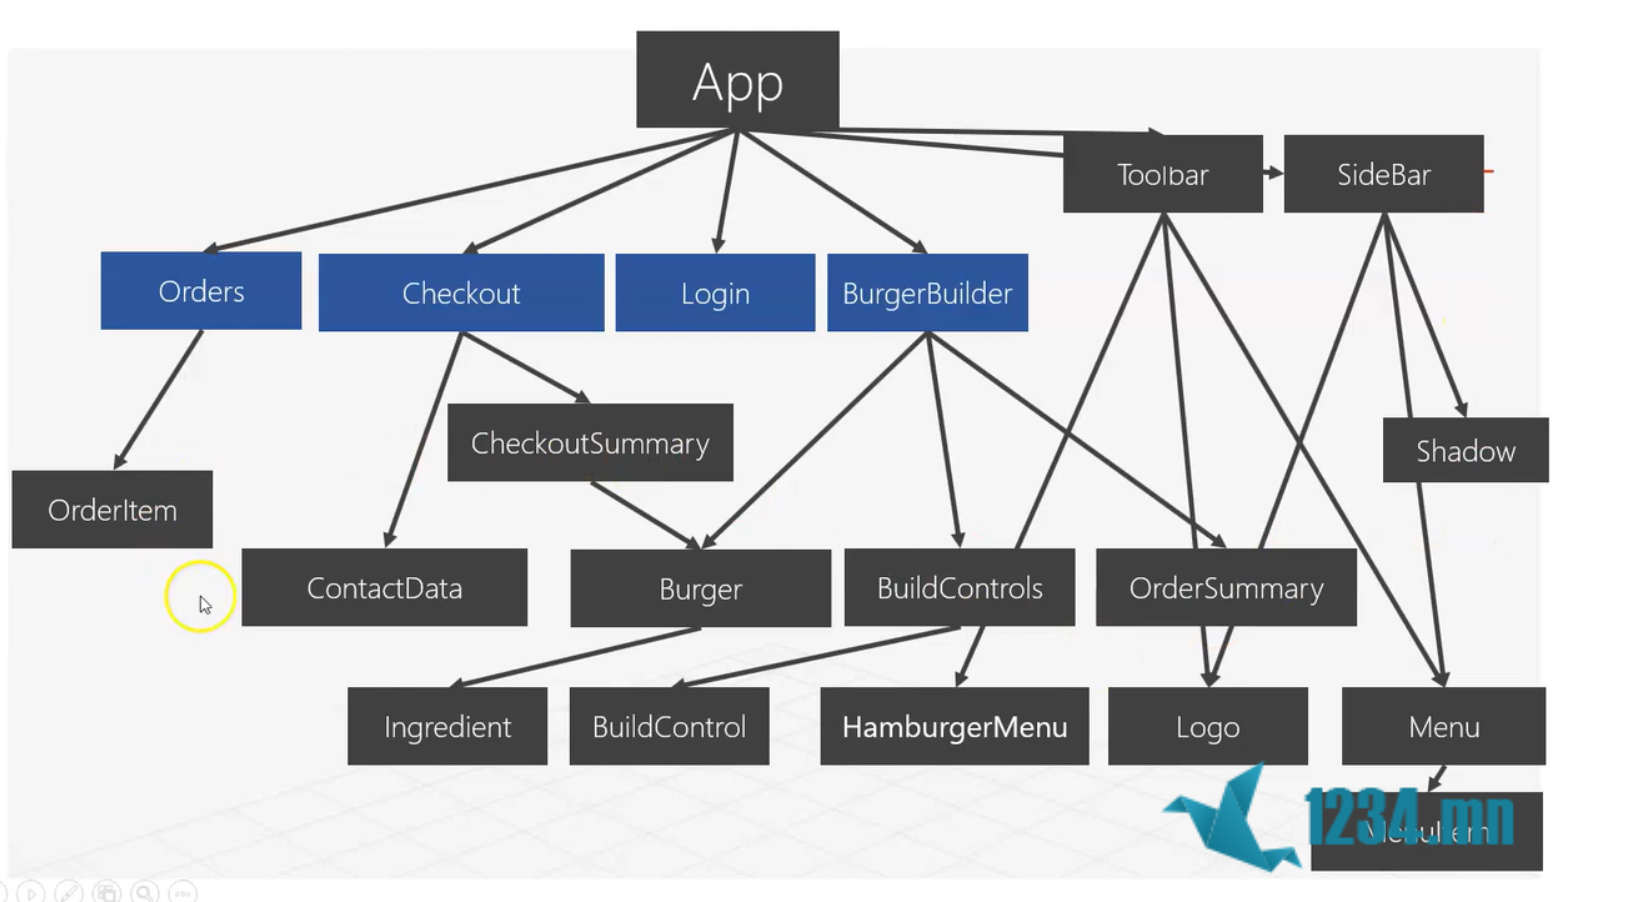 App
Toolbar
SideBar
Orders
Checkout
Login
BurgerBuilder
CheckoutSummary
Shadow
OrderItem
ContactData
Burger
BuildControls
OrderSummary
Ingredient
BuildControl
HamburgerMenu
Logo
Menu
MenuItem
1234.mn